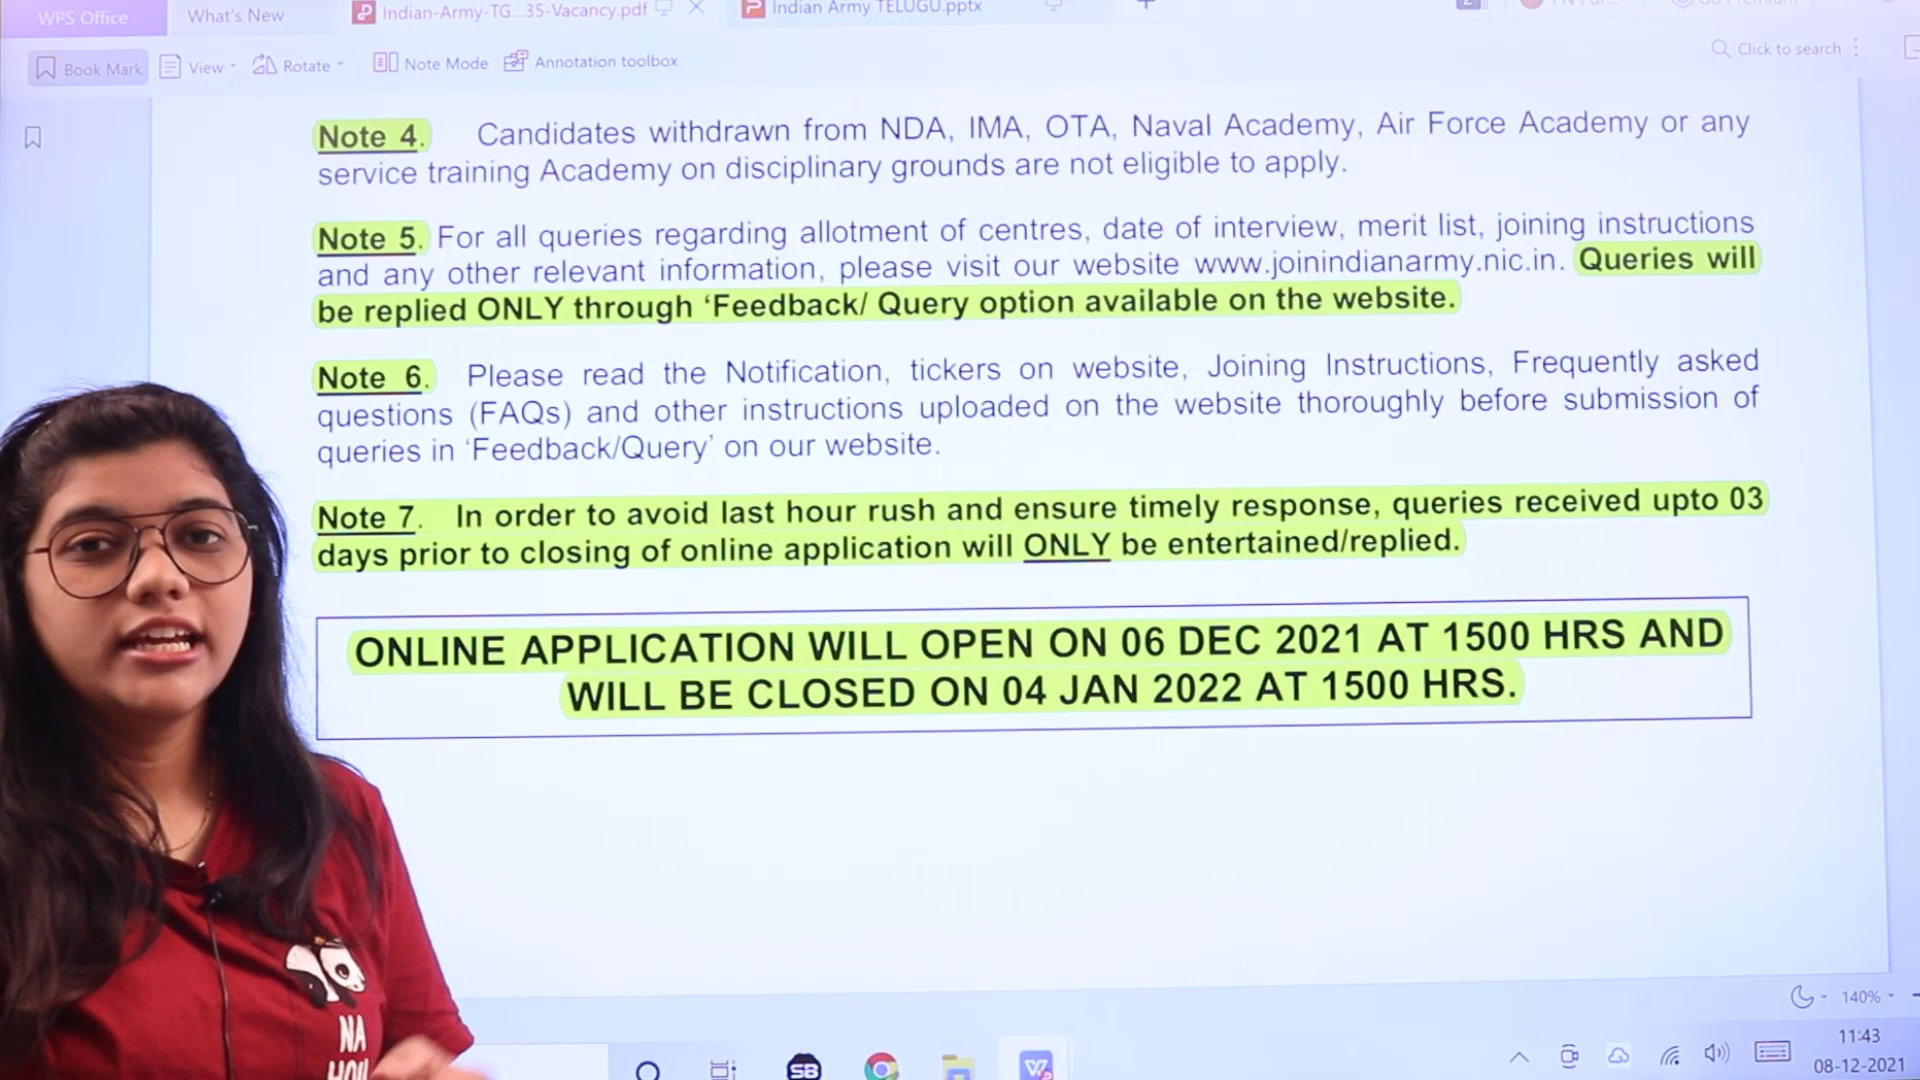 WPS Office
What's New
Indian-Army-TG...35-Vacancy.pdf
Indian Army TELUGU.pptx
Book Mark
View
Rotate
Note Mode
Annotation toolbox
Click to search
Note 4. Candidates withdrawn from NDA, IMA, OTA, Naval Academy, Air Force Academy or any
service training Academy on disciplinary grounds are not eligible to apply.
Note 5. For all queries regarding allotment of centres, date of interview, merit list, joining instructions
and any other relevant information, please visit our website www.joinindianarmy.nic.in. Queries will
be replied ONLY through ‘Feedback/ Query option available on the website.
Note 6. Please read the Notification, tickers on website, Joining Instructions, Frequently asked
questions (FAQs) and other instructions uploaded on the website thoroughly before submission of
queries in ‘Feedback/Query’ on our website.
Note 7. In order to avoid last hour rush and ensure timely response, queries received upto 03
days prior to closing of online application will ONLY be entertained/replied.
ONLINE APPLICATION WILL OPEN ON 06 DEC 2021 AT 1500 HRS AND
WILL BE CLOSED ON 04 JAN 2022 AT 1500 HRS.
NA
HOU
140%
SB
W
11:43
08-12-2021